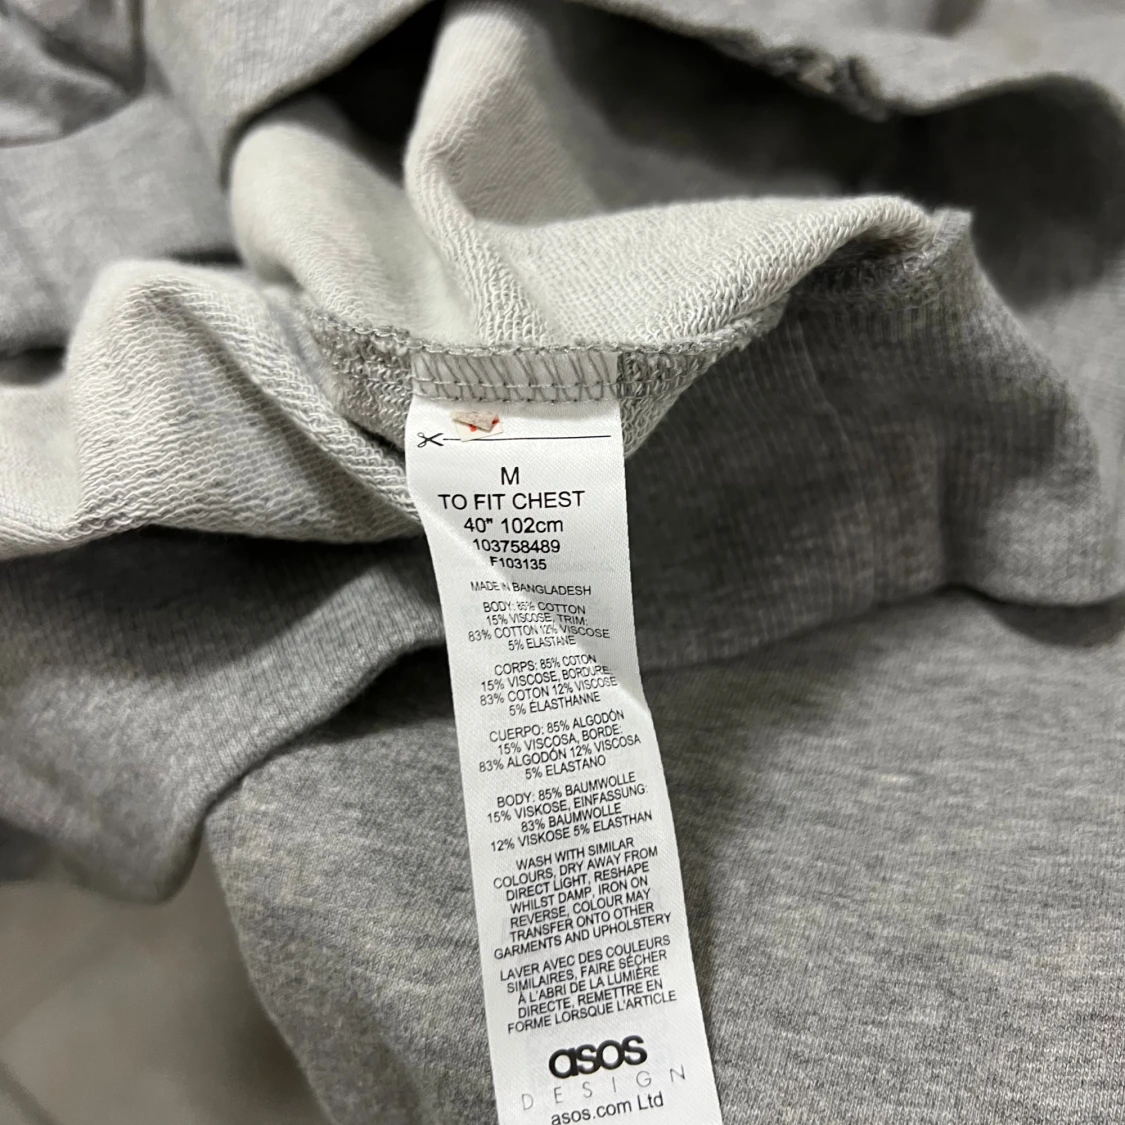 M
TO FIT CHEST
40" 102cm
103758489
F103135
MADE IN BANGLADESH
BODY: 85% COTTON
15% VISCOSE, TRIM:
83% COTTON 12% VISCOSE
5% ELASTANE
CORPS: 85% COTON
15% VISCOSE, BORDURE:
83% COTON 12% VISCOSE
5% ÉLASTHANNE
CUERPO: 85% ALGODÓN
15% VISCOSA, BORDE:
83% ALGODÓN 12% VISCOSA
5% ELASTANO
BODY: 85% BAUMWOLLE
15% VISKOSE, EINFASSUNG:
83% BAUMWOLLE
12% VISKOSE 5% ELASTHAN
WASH WITH SIMILAR
COLOURS, DRY AWAY FROM
DIRECT LIGHT, RESHAPE
WHILST DAMP, IRON ON
REVERSE, COLOUR MAY
TRANSFER ONTO OTHER
GARMENTS AND UPHOLSTERY
LAVER AVEC DES COULEURS
SIMILAIRES, FAIRE SÉCHER
À L'ABRI DE LA LUMIÈRE
DIRECTE, REMETTRE EN
FORME LORSQUE L'ARTICLE
asos
DESIGN
asos.com Ltd